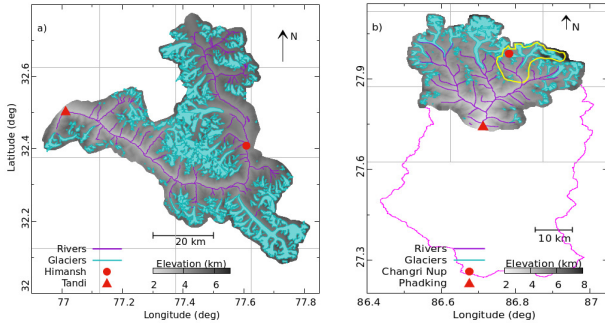 a)
N
Latitude (deg)
32.6
32.4
32.2
32
Rivers
Glaciers
Himansh
Tandi
20 km
Elevation (km)
2 4 6
77 77.2 77.4 77.6 77.8
Longitude (deg)
b)
N
27.9
27.6
27.3
Rivers
Glaciers
Changri Nup
Phadking
10 km
Elevation (km)
2 4 6 8
86.4 86.6 86.8 87
Longitude (deg)